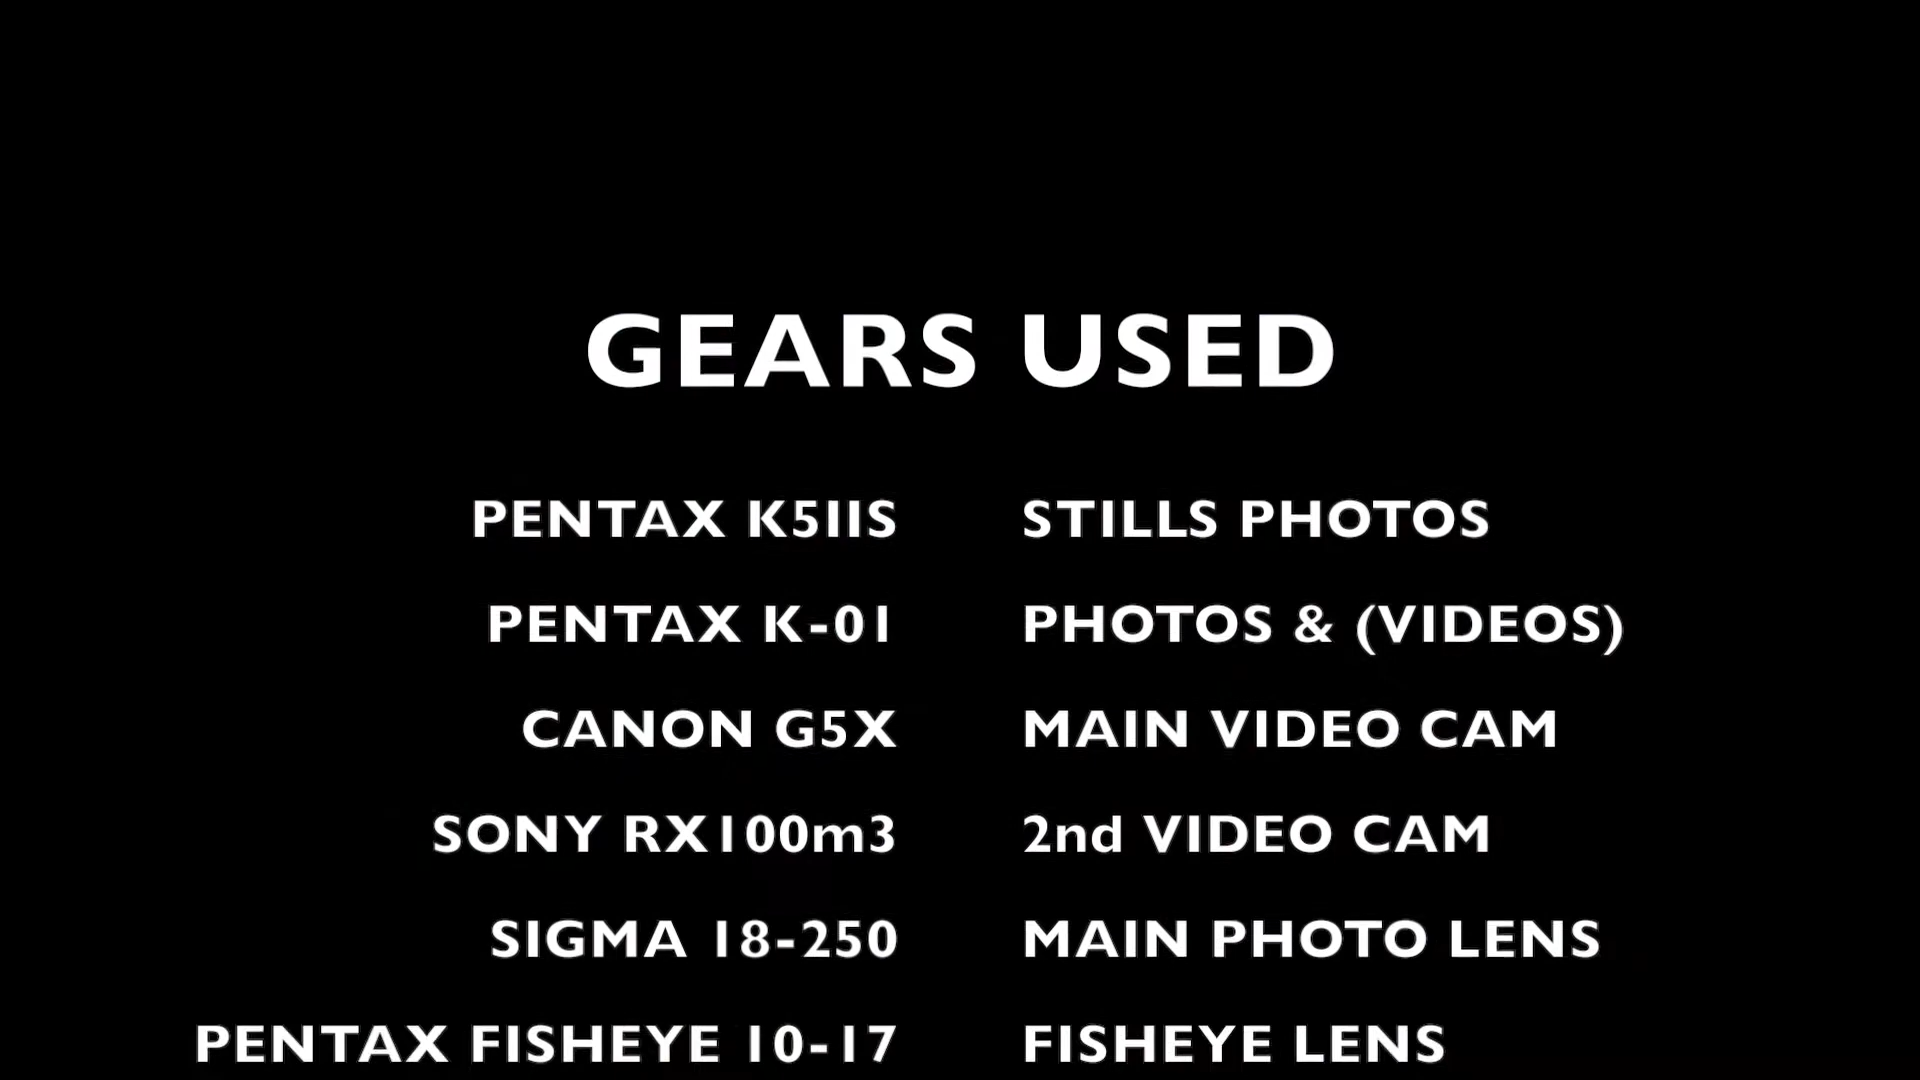 GEARS USED
PENTAX K5IIS STILLS PHOTOS
PENTAX K-01 PHOTOS & (VIDEOS)
CANON G5X MAIN VIDEO CAM
SONY RX100m3 2nd VIDEO CAM
SIGMA 18-250 MAIN PHOTO LENS
PENTAX FISHEYE 10-17 FISHEYE LENS